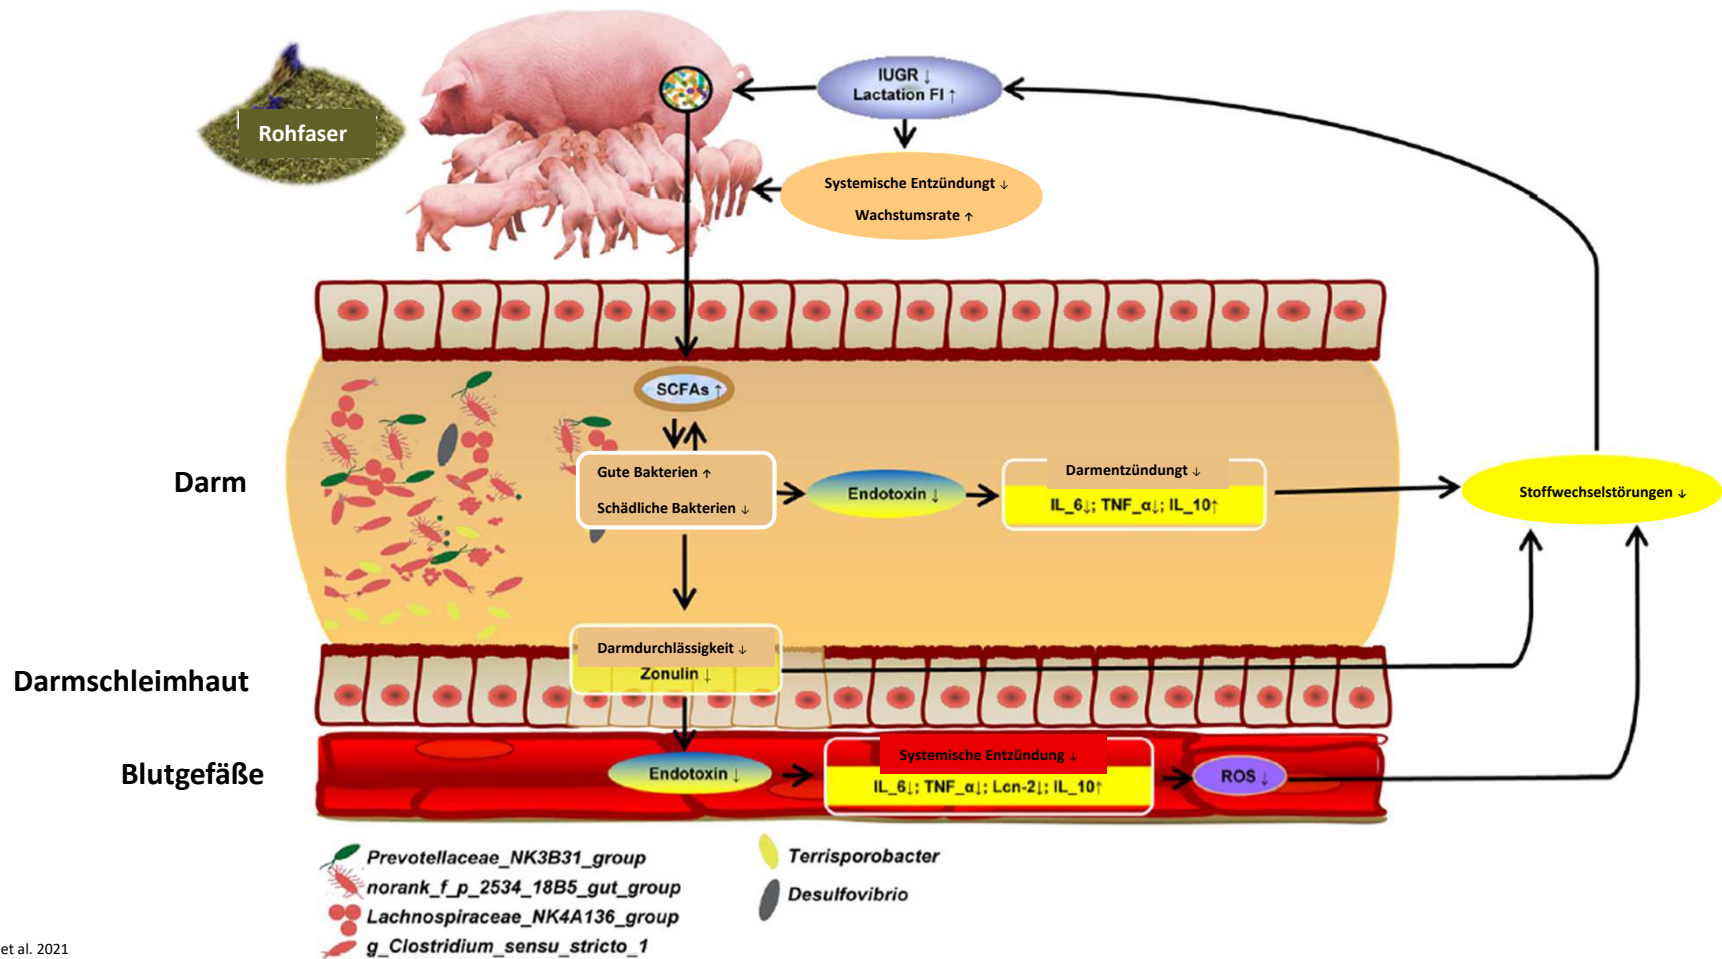 IUGR ↓
Lactation FI ↑
Rohfaser
Systemische Entzündungt ↓
Wachstumsrate ↑
SCFAs ↑
Darm
Gute Bakterien ↑
Schädliche Bakterien ↓
Endotoxin ↓
Darmentzündungt ↓
IL_6↓; TNF_α↓; IL_10↑
Stoffwechselstörungen ↓
Darmschleimhaut
Darmdurchlässigkeit ↓
Zonulin ↓
Blutgefäße
Endotoxin ↓
Systemische Entzündung ↓
IL_6↓; TNF_α↓; Lcn-2↓; IL_10↑
ROS ↓
Prevotellaceae_NK3B31_group
norank_f_p_2534_18B5_gut_group
Lachnospiraceae_NK4A136_group
g_Clostridium_sensu_stricto_1
Terrisporobacter
Desulfovibrio
et al. 2021